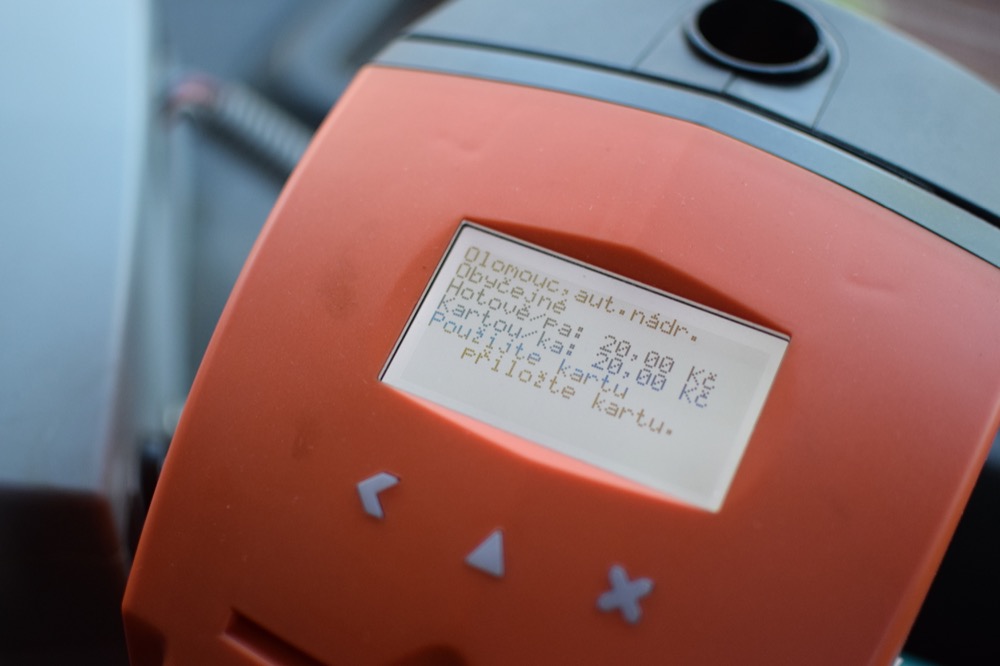 Olomouc,aut.nádr.
Obyčejné
Hotově/pa: 20,00 Kč
Kartou/ka: 20,00 Kč
Použijte kartu
Přiložte kartu.